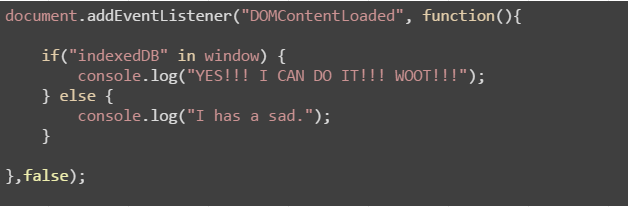 document.addEventListener("DOMContentLoaded", function(){
if("indexedDB" in window) {
console.log("YES!!! I CAN DO IT!!! WOOT!!!");
} else {
console.log("I has a sad.");
}
},false);